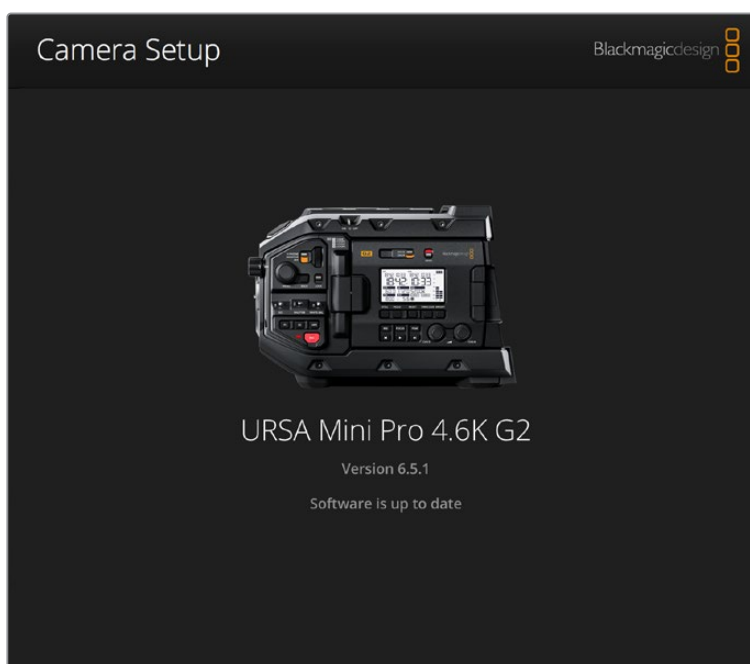 Camera Setup
Blackmagicdesign
URSA Mini Pro 4.6K G2
Version 6.5.1
Software is up to date